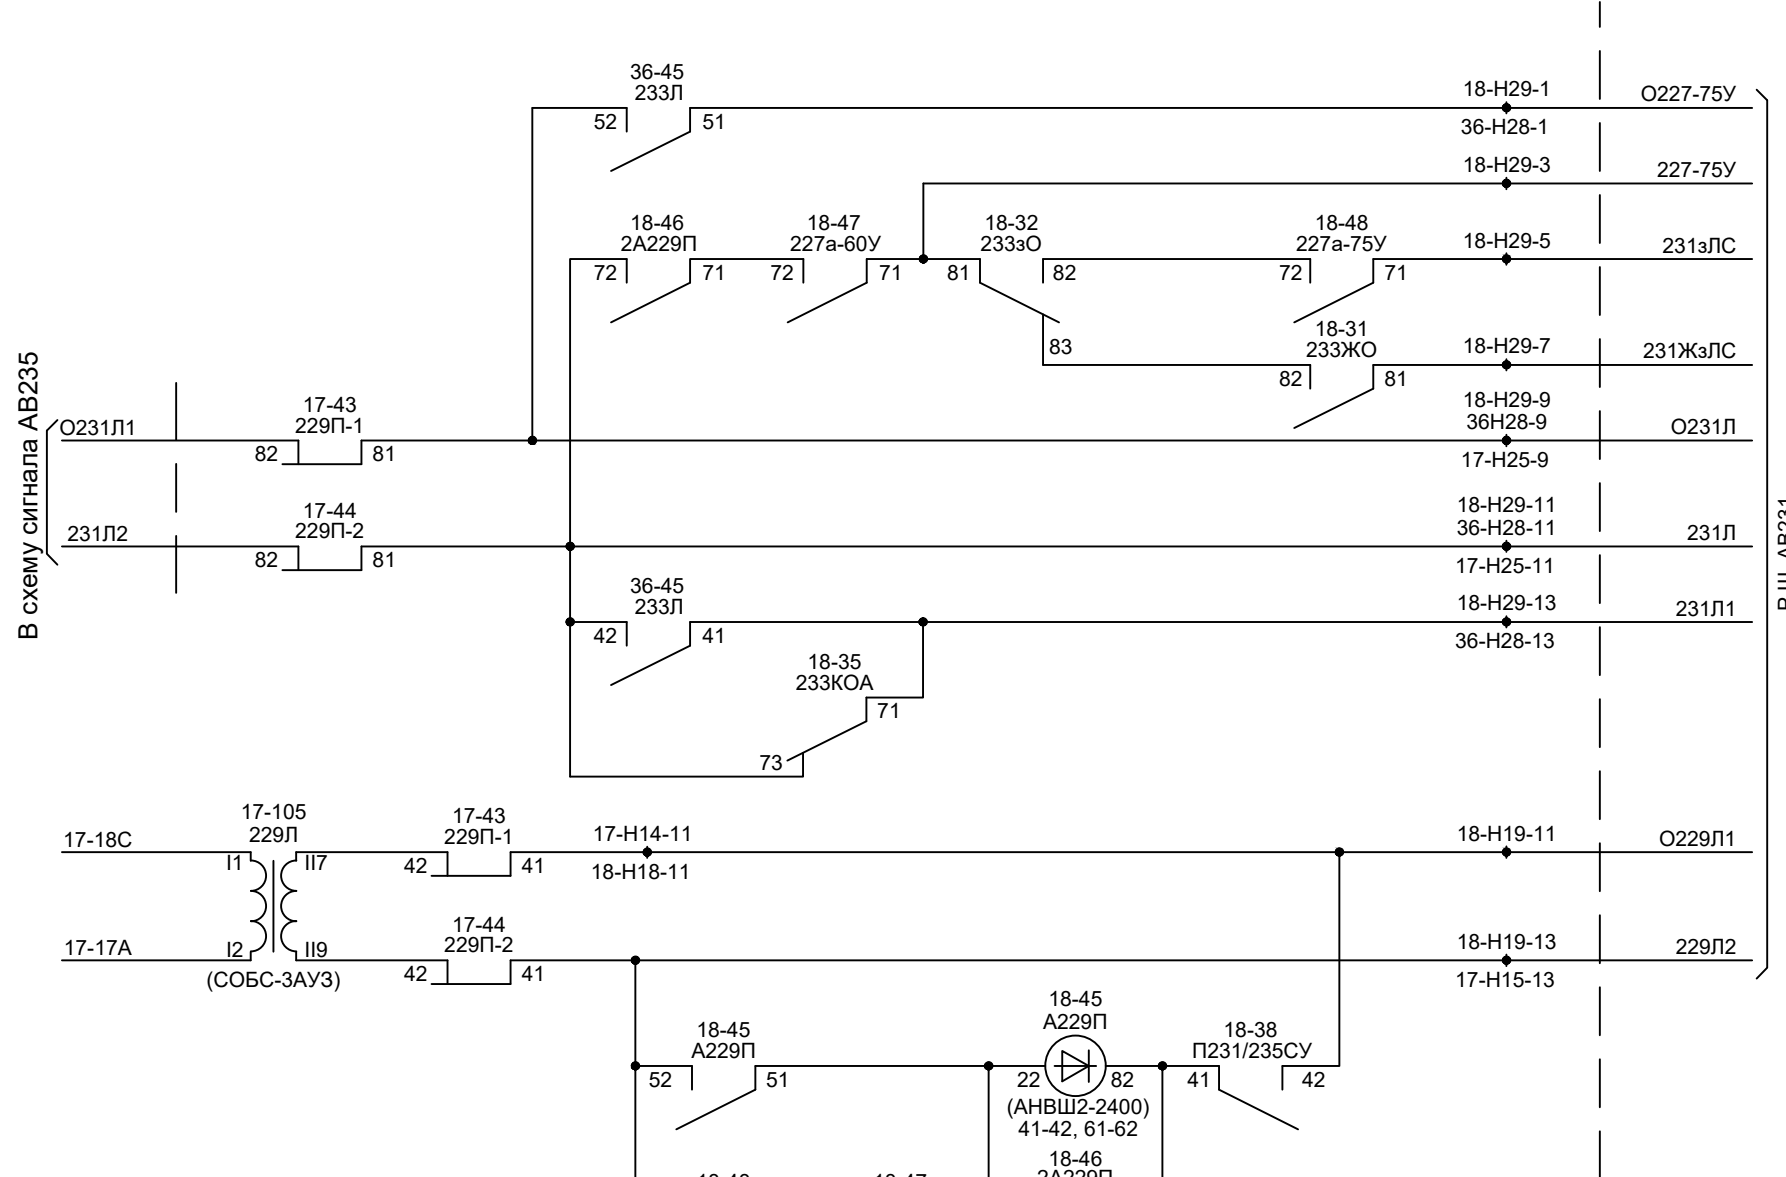 36-45
233Л
52
51
18-Н29-1
36-Н28-1
О227-75У
18-Н29-3
227-75У
18-46
2А229П
72
71
18-47
227а-60У
72
71
18-32
233зО
81
82
83
18-48
227а-75У
72
71
18-Н29-5
231зЛС
18-31
233ЖО
82
81
18-Н29-7
231ЖзЛС
В схему сигнала АВ235
О231Л1
17-43
229П-1
82
81
18-Н29-9
36Н28-9
17-Н25-9
О231Л
231Л2
17-44
229П-2
82
81
18-Н29-11
36-Н28-11
17-Н25-11
231Л
36-45
233Л
42
41
18-Н29-13
36-Н28-13
231Л1
18-35
233КОА
71
73
17-18С
17-105
229Л
I1
II7
17-43
229П-1
42
41
17-Н14-11
18-Н18-11
18-Н19-11
О229Л1
17-17А
I2
II9
(СОБС-3АУЗ)
17-44
229П-2
42
41
18-Н19-13
17-Н15-13
229Л2
18-45
А229П
52
51
18-45
А229П
22
82
(АНВШ2-2400)
41-42, 61-62
18-38
П231/235СУ
41
42
18-46
2А229П